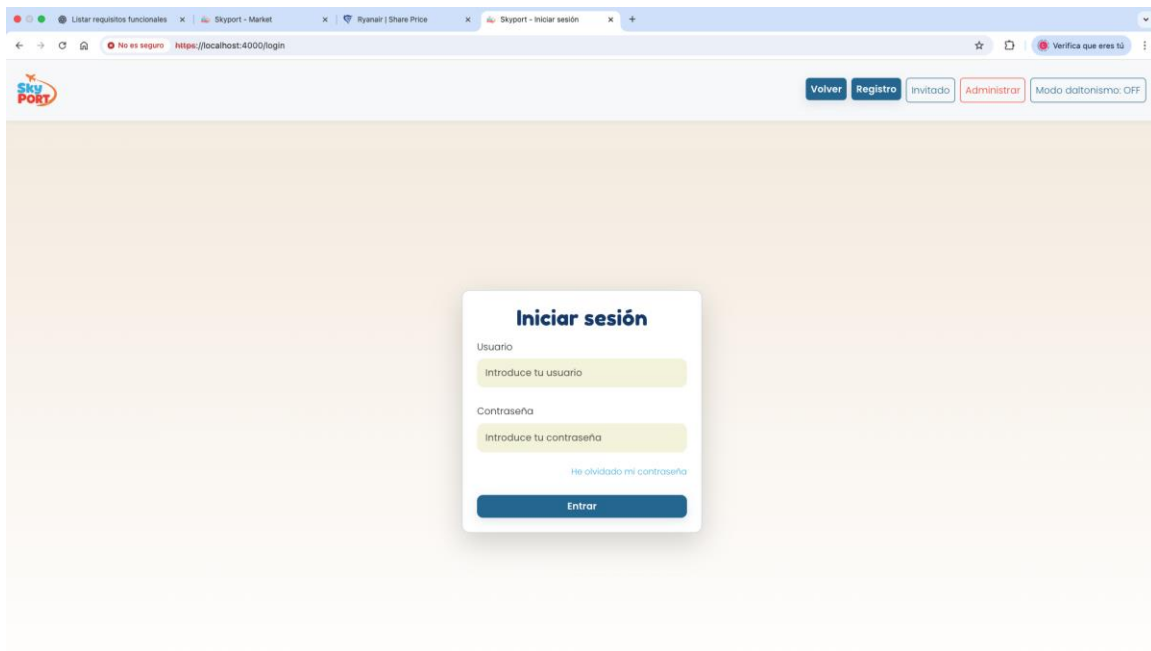 Listar requisitos funcionales
Skyport - Market
Ryanair | Share Price
Skyport - Iniciar sesión
No es seguro
https://localhost:4000/login
Verifica que eres tú
SKY
PORT
Volver
Registro
Invitado
Administrar
Modo daltonismo: OFF
Iniciar sesión
Usuario
Introduce tu usuario
Contraseña
Introduce tu contraseña
He olvidado mi contraseña
Entrar